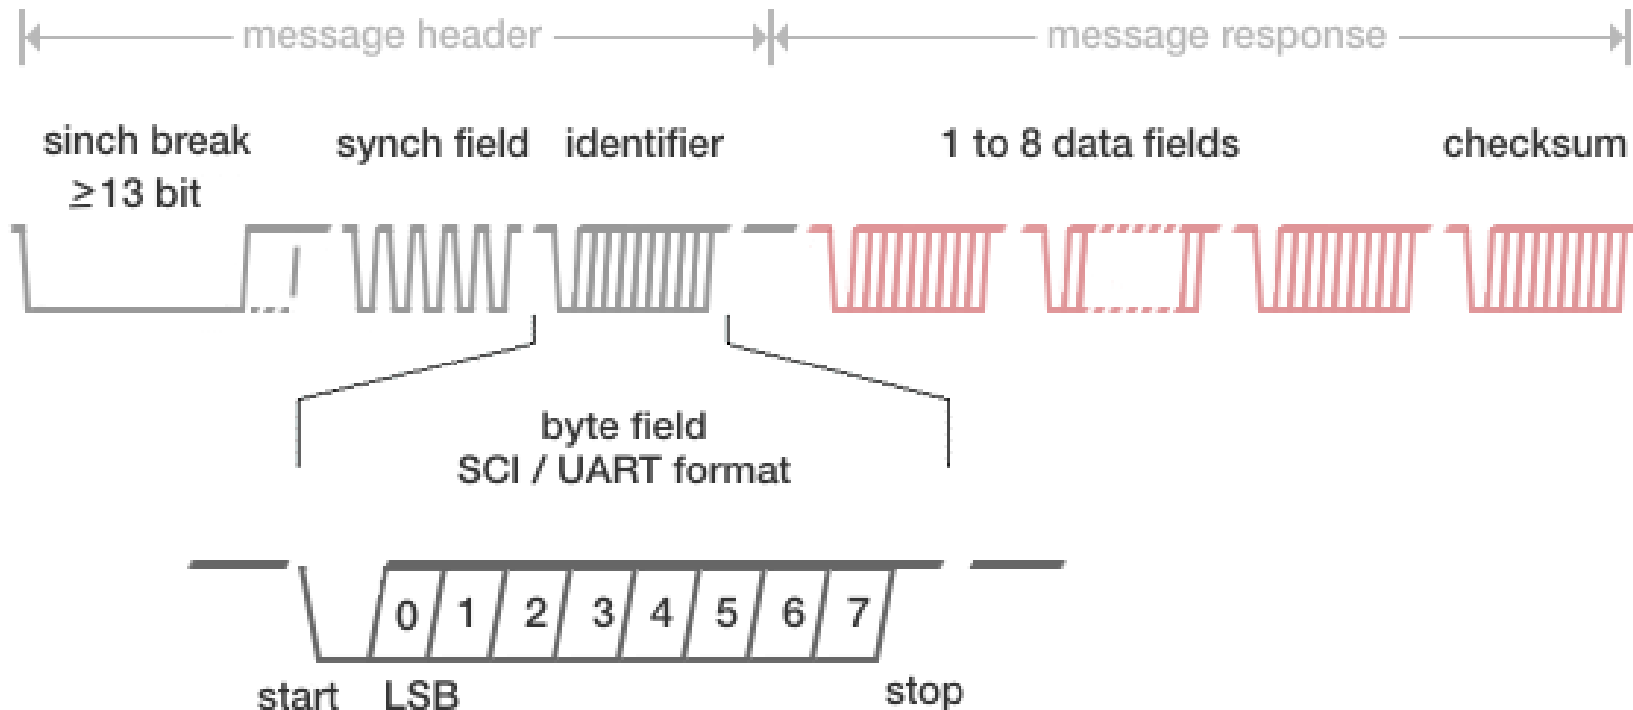 message header
message response
sinch break
≥13 bit
synch field
identifier
1 to 8 data fields
checksum
byte field
SCI / UART format
0 1 2 3 4 5 6 7
start
LSB
stop